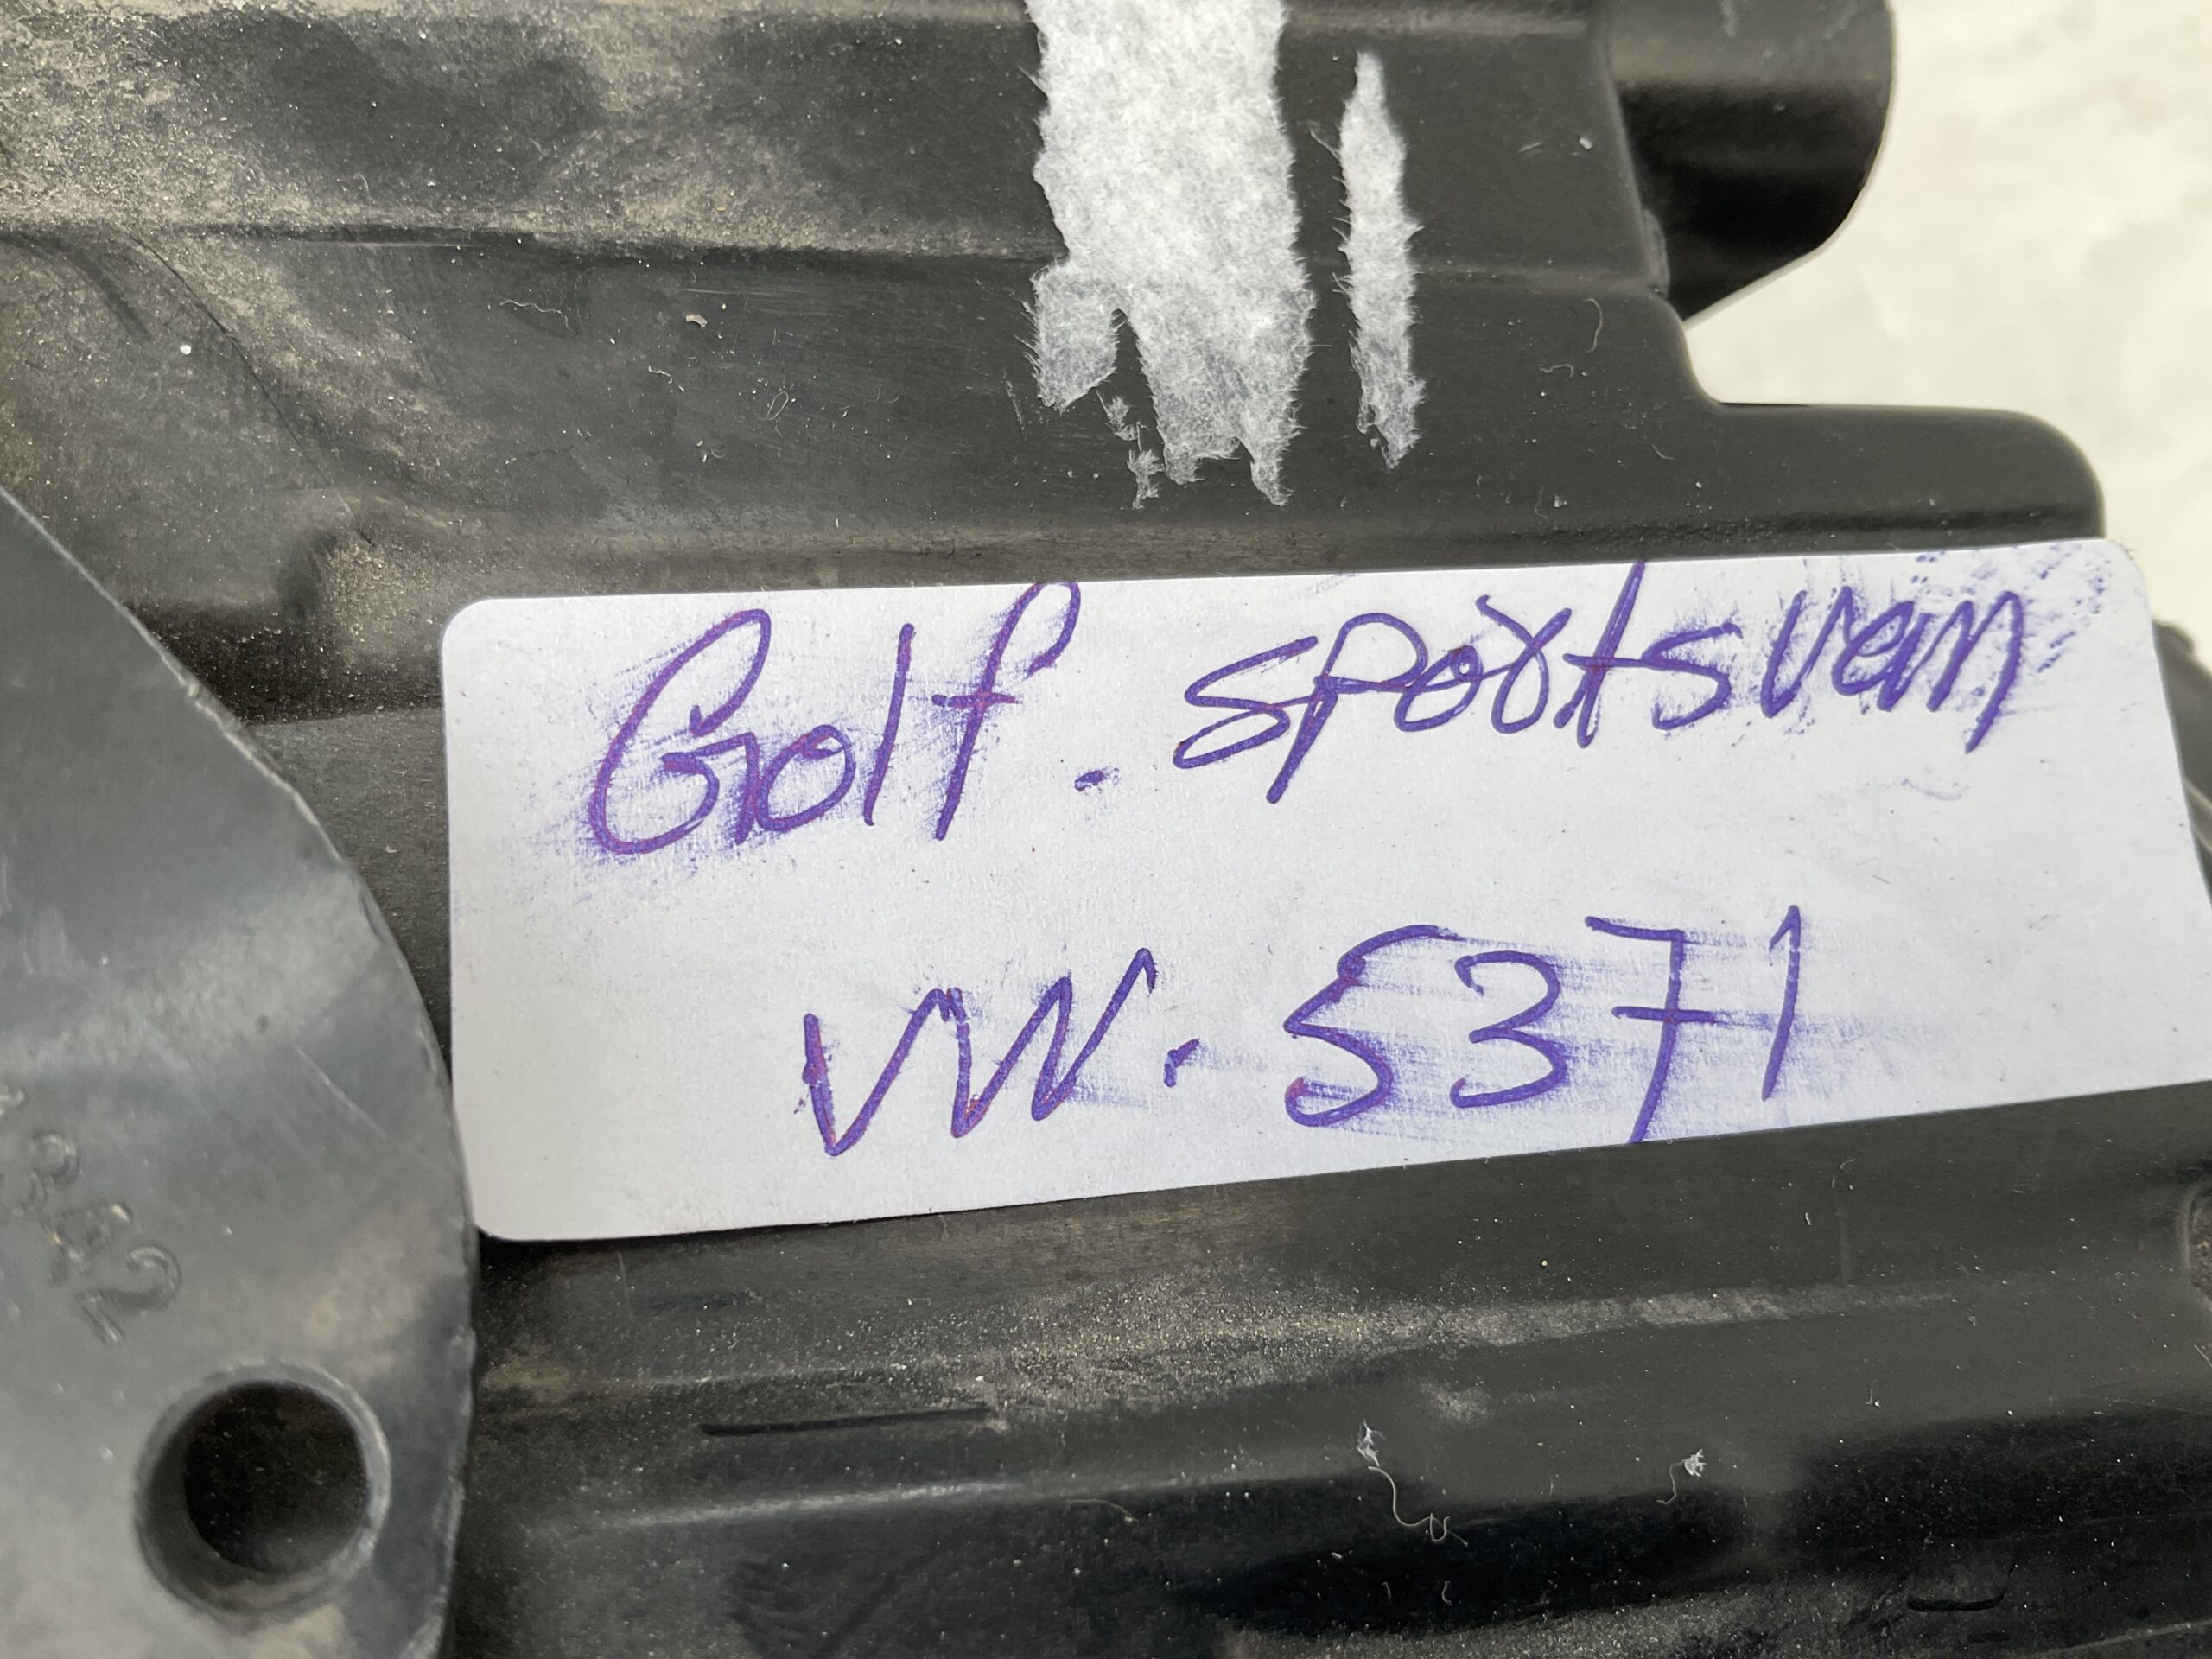 Golf. sportsvan
VW. 5371